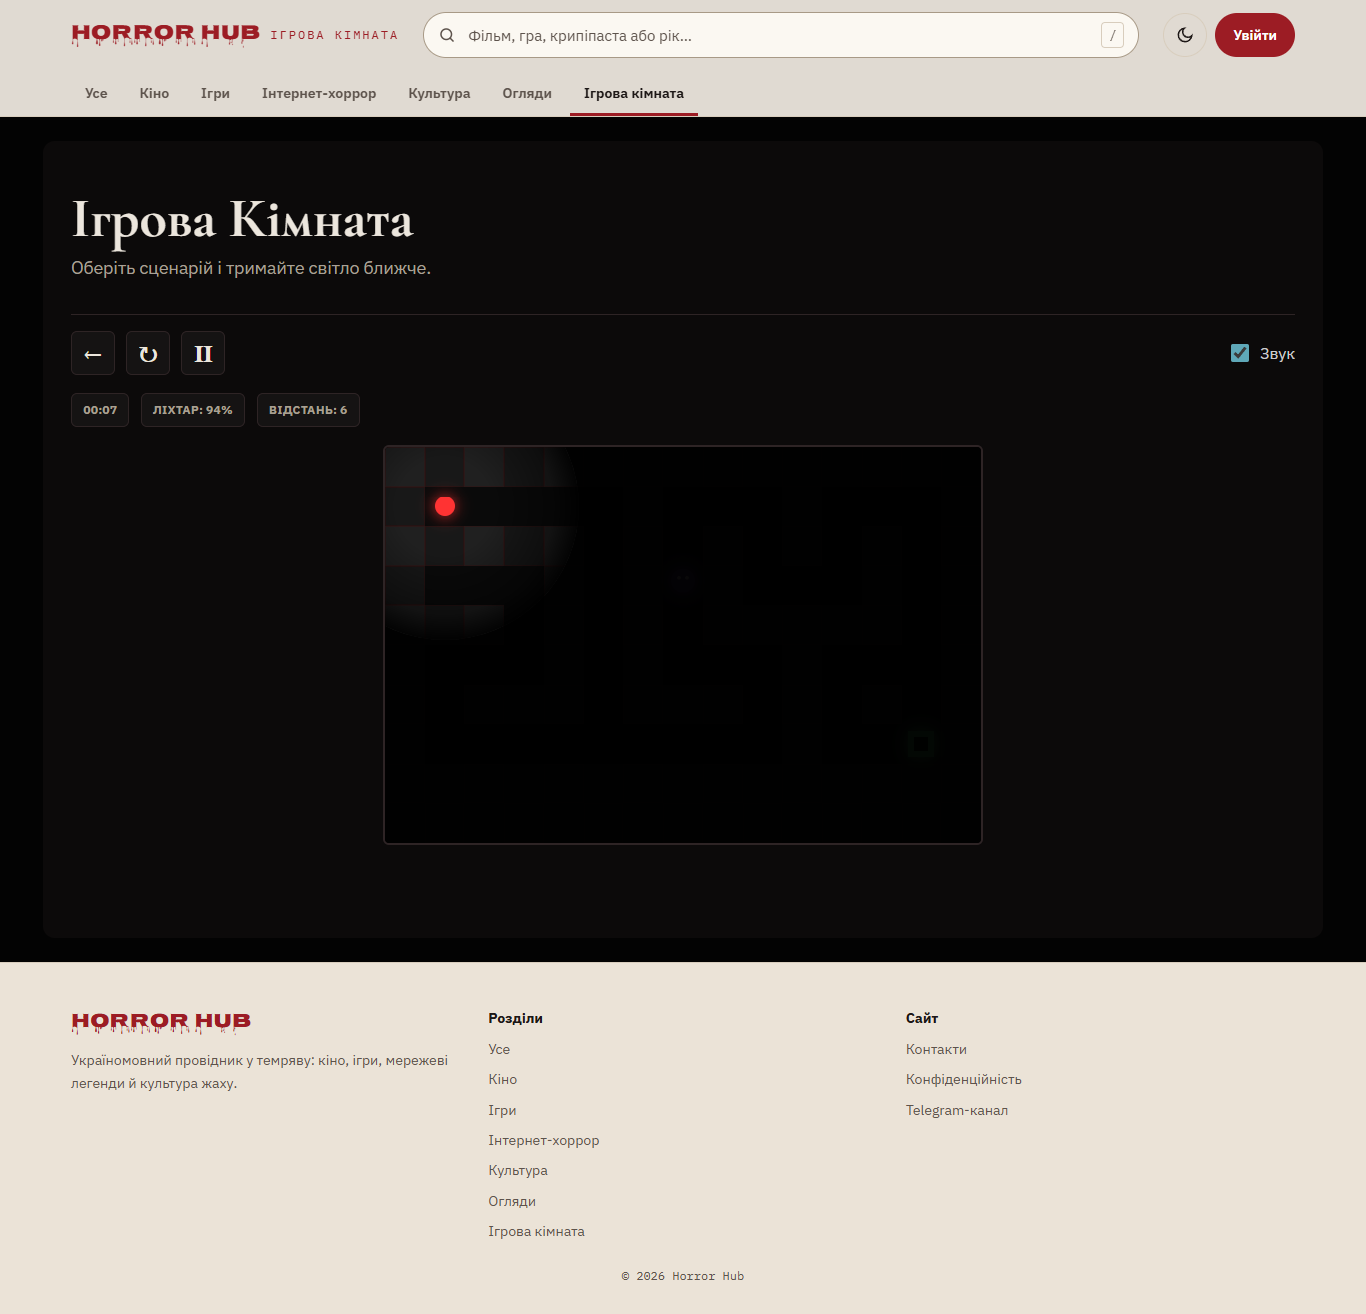 HORROR HUB ІГРОВА КІМНАТА
Фільм, гра, крипіпаста або рік...
/
Увійти
Усе Кіно Ігри Інтернет-хоррор Культура Огляди Ігрова кімната
Ігрова Кімната
Оберіть сценарій і тримайте світло ближче.
← ↻ II
Звук
00:07 ЛІХТАР: 94% ВІДСТАНЬ: 6
HORROR HUB
Україномовний провідник у темряву: кіно, ігри, мережеві
легенди й культура жаху.
Розділи
Усе
Кіно
Ігри
Інтернет-хоррор
Культура
Огляди
Ігрова кімната
Сайт
Контакти
Конфіденційність
Telegram-канал
© 2026 Horror Hub